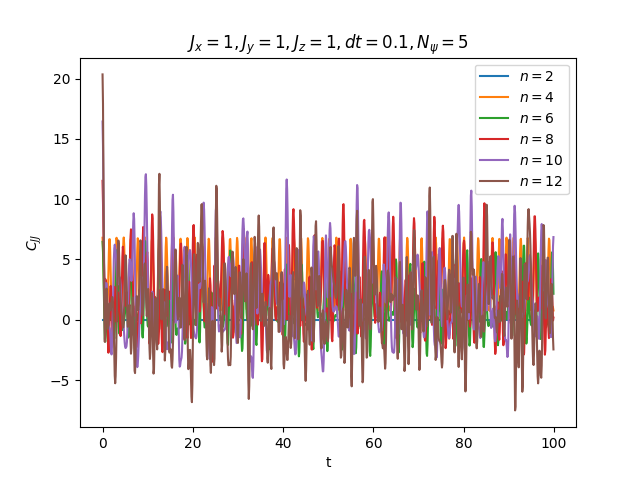 J_x = 1, J_y = 1, J_z = 1, dt = 0.1, N_ψ = 5
20
15
10
5
0
−5
C_JJ
0 20 40 60 80 100
t
n = 2
n = 4
n = 6
n = 8
n = 10
n = 12